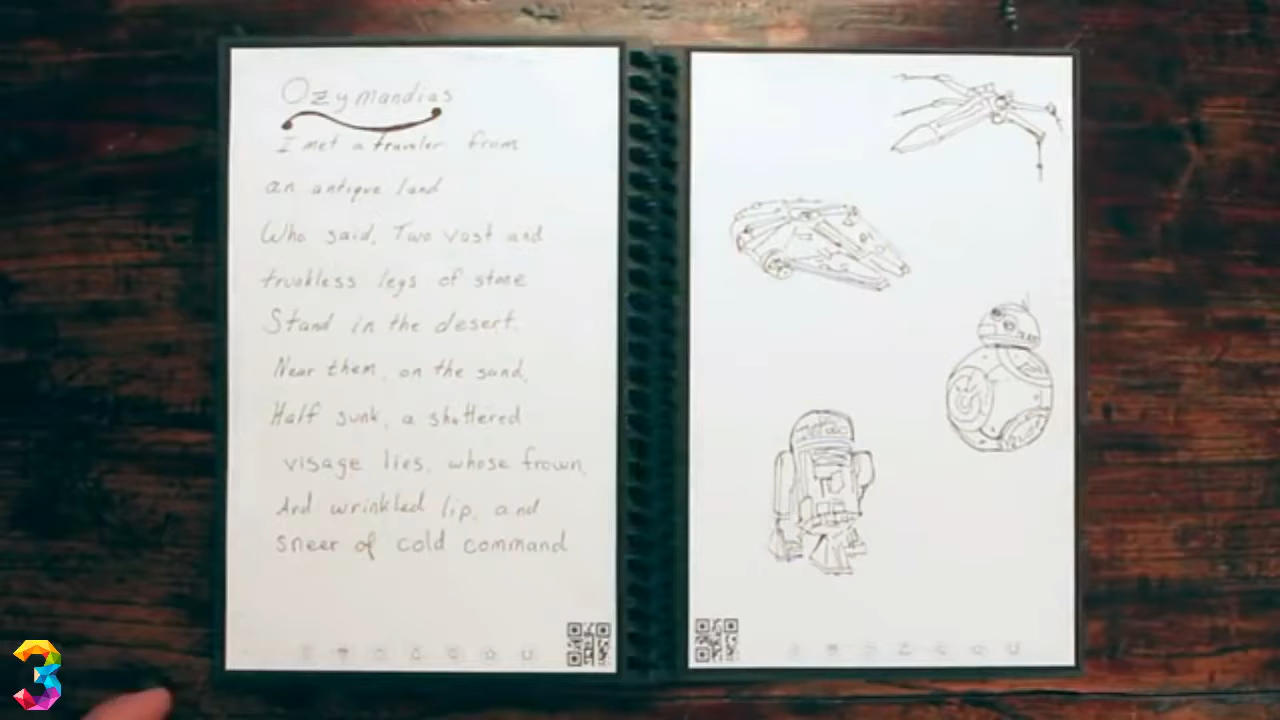 Ozymandias
I met a traveler from
an antique land
Who said, Two vast and
trunkless legs of stone
Stand in the desert.
Near them, on the sand,
Half sunk, a shattered
visage lies, whose frown,
And wrinkled lip, and
sneer of cold command
3